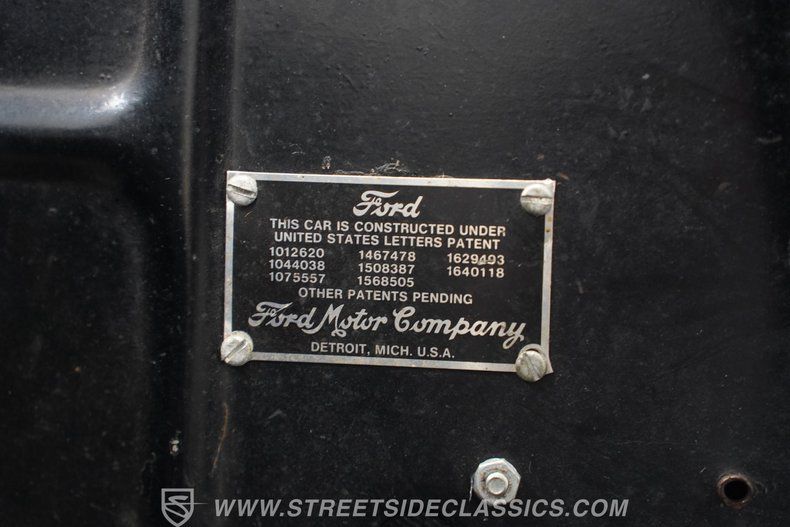 Ford
THIS CAR IS CONSTRUCTED UNDER
UNITED STATES LETTERS PATENT
1012620 1467478 1629493
1044038 1508387 1640118
1075557 1568505
OTHER PATENTS PENDING
Ford Motor Company
DETROIT, MICH. U.S.A.
WWW.STREETSIDECLASSICS.COM